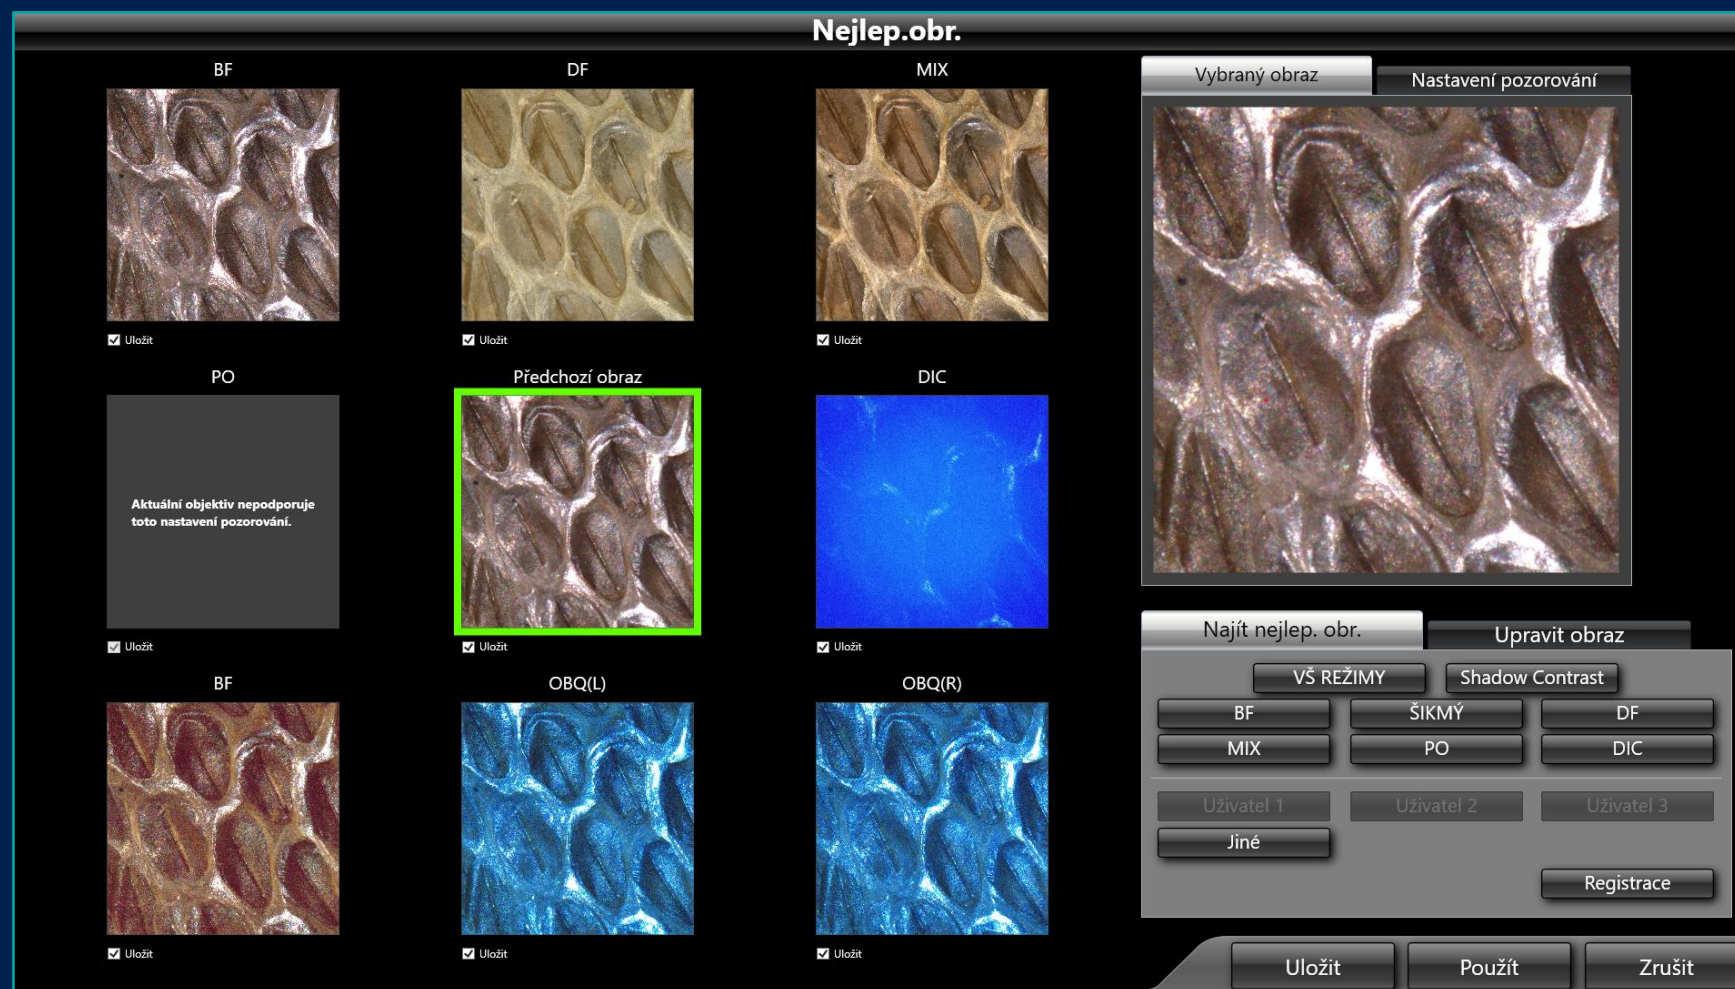 Nejlep.obr.
BF
DF
MIX
Vybraný obraz
Nastavení pozorování
Uložit
Uložit
Uložit
PO
Předchozí obraz
DIC
Aktuální objektiv nepodporuje
toto nastavení pozorování.
Uložit
Uložit
Uložit
Najít nejlep. obr.
Upravit obraz
VŠ REŽIMY
Shadow Contrast
BF
ŠIKMÝ
DF
MIX
PO
DIC
Uživatel 1
Uživatel 2
Uživatel 3
Jiné
Registrace
BF
OBQ(L)
OBQ(R)
Uložit
Uložit
Uložit
Uložit
Použít
Zrušit